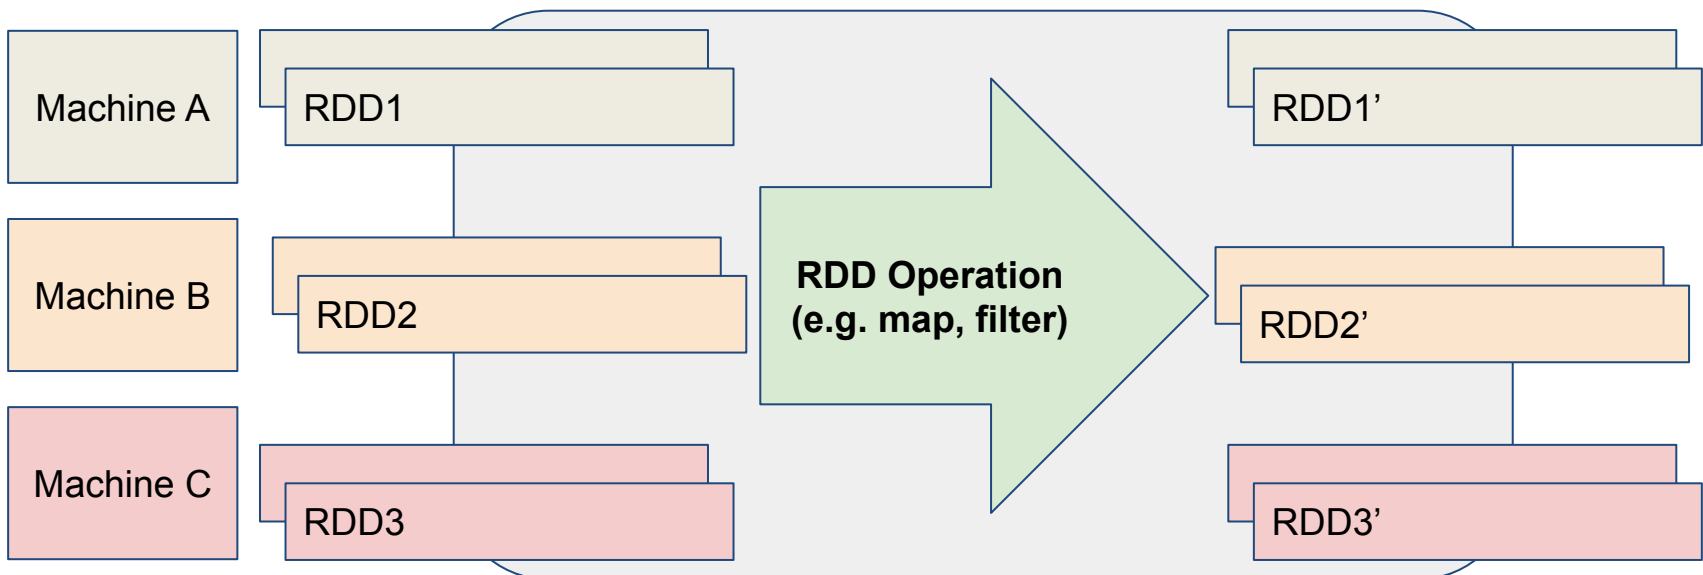 Machine A
RDD1
RDD1’
Machine B
RDD2
RDD Operation
(e.g. map, filter)
RDD2’
Machine C
RDD3
RDD3’